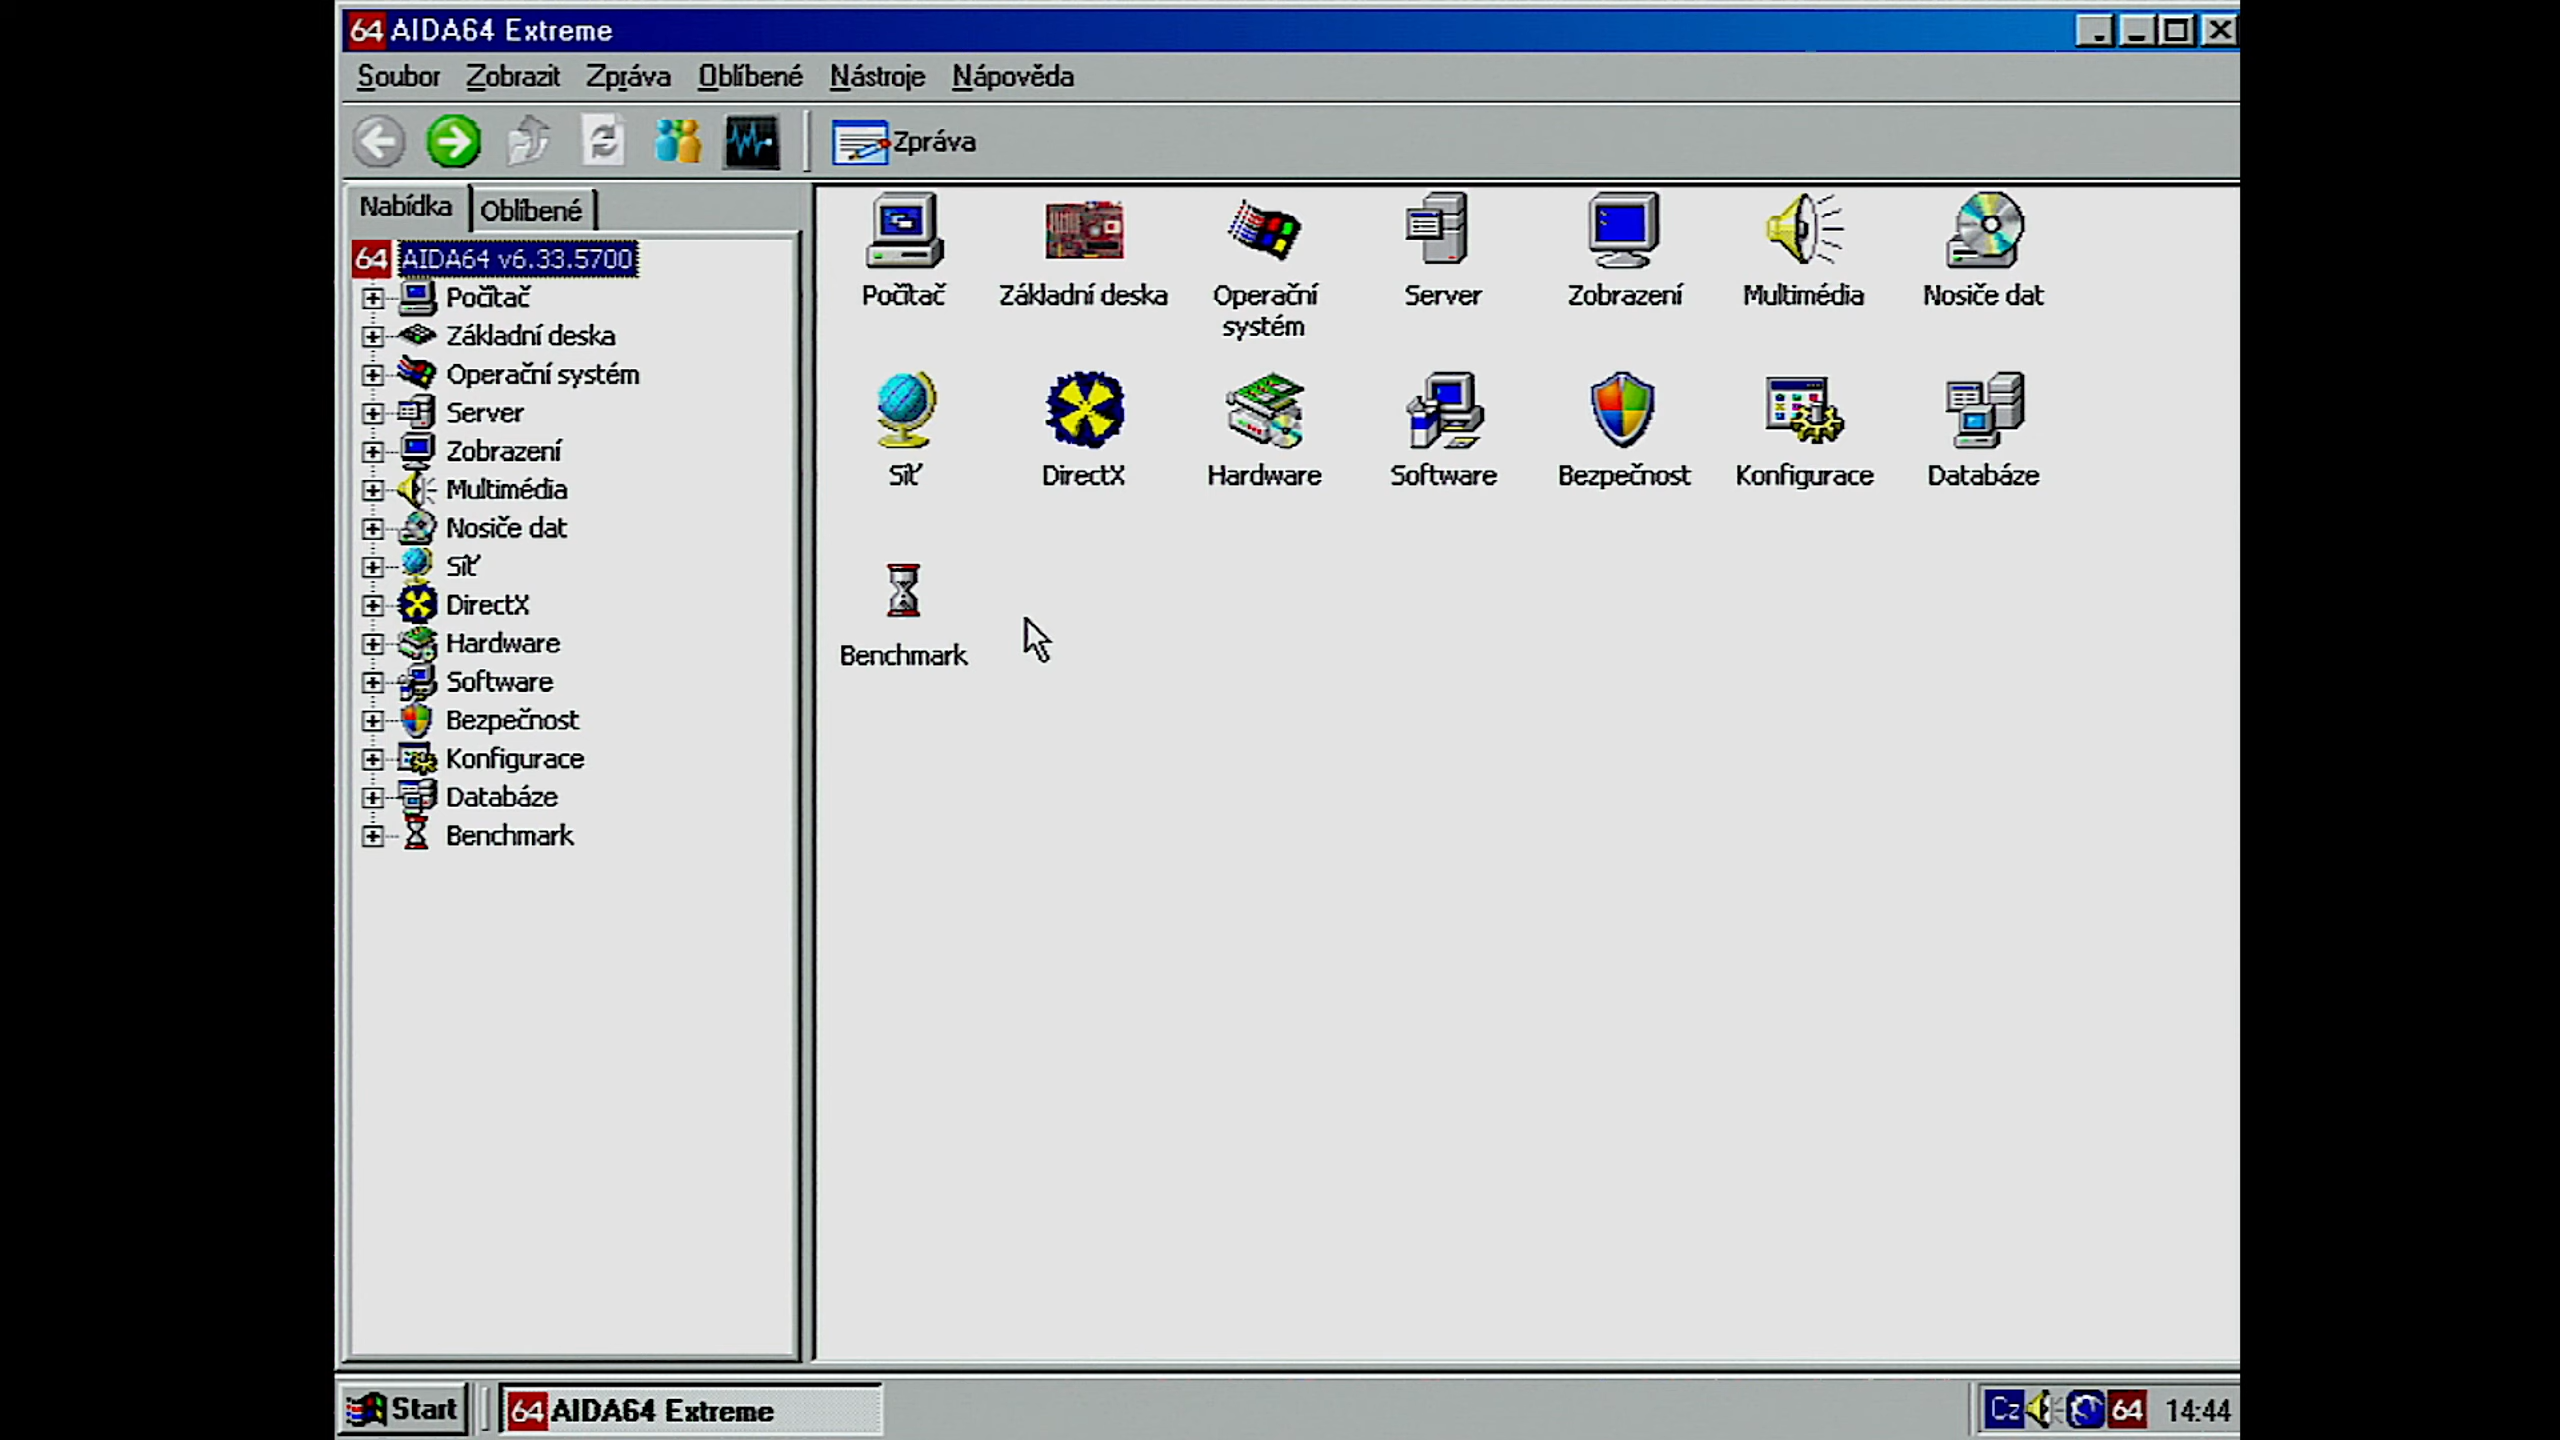 64 AIDA64 Extreme
Soubor Zobrazit Zpráva Oblíbené Nástroje Nápověda
Zpráva
Nabídka Oblíbené
64 AIDA64 v6.33.5700
Počítač
Základní deska
Operační systém
Server
Zobrazení
Multimédia
Nosiče dat
Síť
DirectX
Hardware
Software
Bezpečnost
Konfigurace
Databáze
Benchmark
Počítač Základní deska Operační Server Zobrazení Multimédia Nosiče dat
systém
Síť DirectX Hardware Software Bezpečnost Konfigurace Databáze
Benchmark
Start 64 AIDA64 Extreme Cz 64 14:44